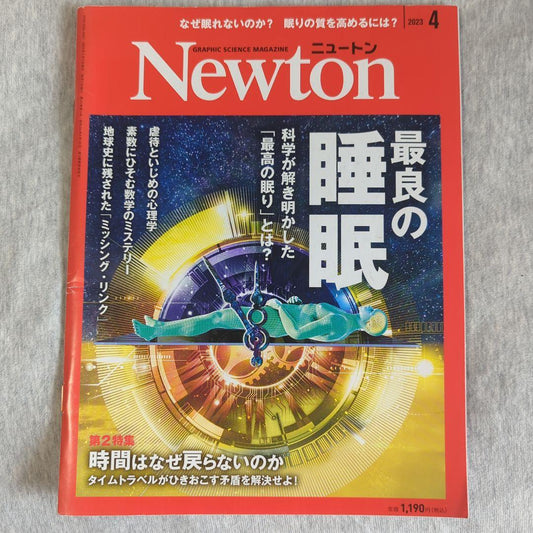 なぜ眠れないのか? 眠りの質を高めるには?
2023 4
GRAPHIC SCIENCE MAGAZINE
ニュートン
Newton
最良の
睡眠
科学が解き明かした
「最高の眠り」とは?
虐待といじめの心理学
素数にひそむ数学のミステリー
地球史に残された「ミッシング・リンク」
第2特集
時間はなぜ戻らないのか
タイムトラベルがひきおこす矛盾を解決せよ!
定価 1,190円(税込)